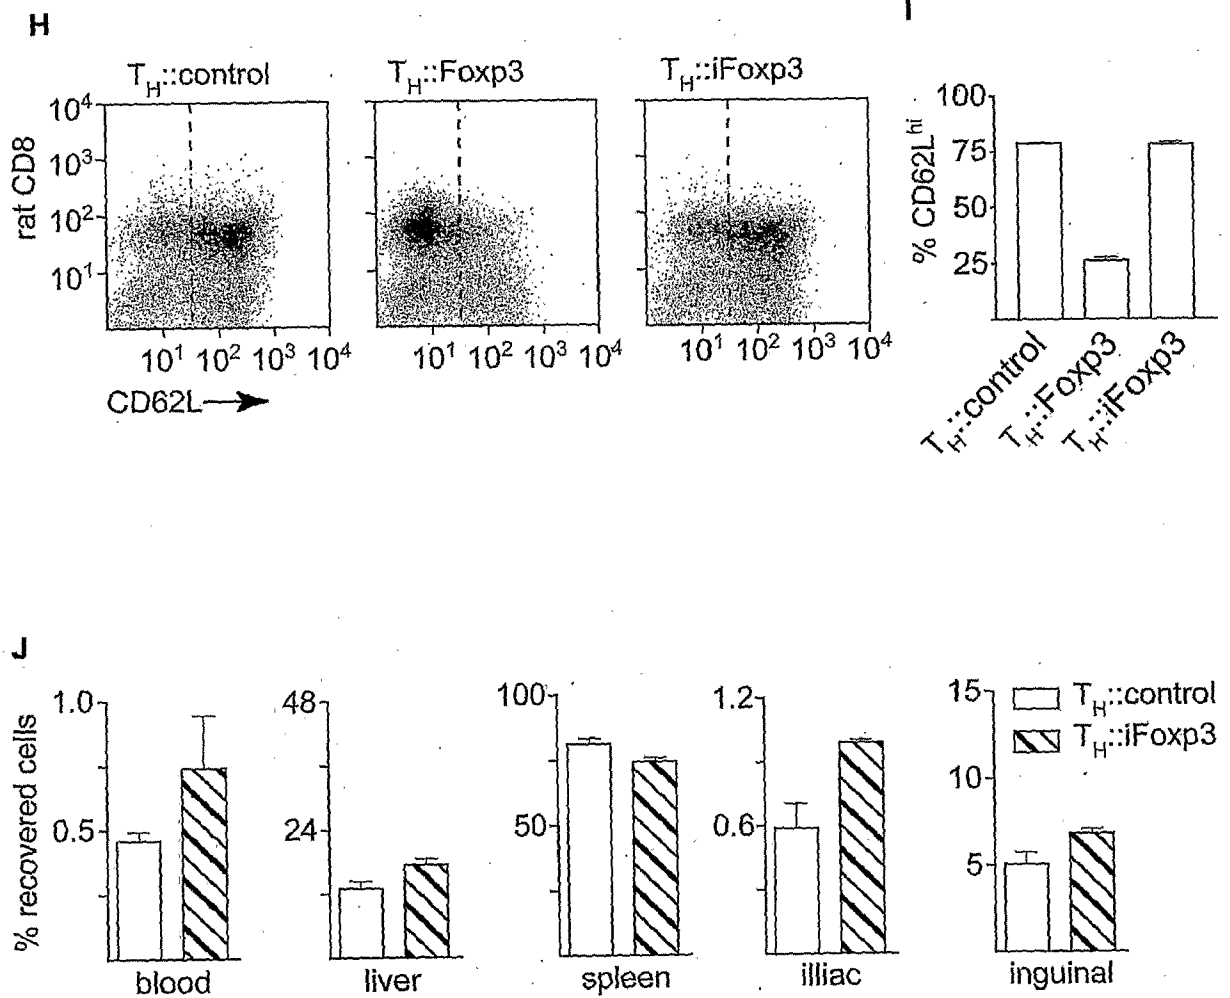 H
I
T_H::control
T_H::Foxp3
T_H::iFoxp3
rat CD8
10^4
10^3
10^2
10^1
10^1 10^2 10^3 10^4
10^1 10^2 10^3 10^4
10^1 10^2 10^3 10^4
CD62L
% CD62L^hi
100
75
50
25
T_H::control
T_H::Foxp3
T_H::iFoxp3
J
% recovered cells
1.0
0.5
blood
48
24
liver
100
50
spleen
1.2
0.6
illiac
15
10
5
inguinal
T_H::control
T_H::iFoxp3